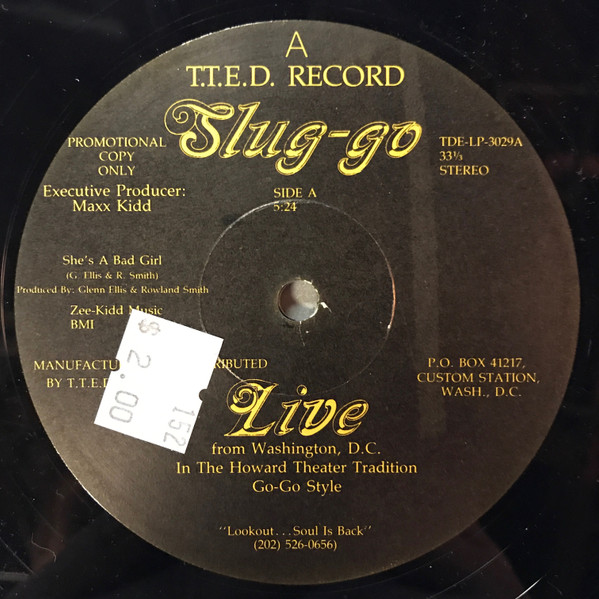 A
T.T.E.D. RECORD
Slug-go
PROMOTIONAL
COPY
ONLY
TDE-LP-3029A
33⅓
STEREO
Executive Producer:
Maxx Kidd
SIDE A
5:24
She's A Bad Girl
(G. Ellis & R. Smith)
Produced By: Glenn Ellis & Rowland Smith
Zee-Kidd Music
BMI
$2.00
152
MANUFACTU RIBUTED
BY T.T.E.D.
P.O. BOX 41217,
CUSTOM STATION,
WASH., D.C.
Live
from Washington, D.C.
In The Howard Theater Tradition
Go-Go Style
"Lookout...Soul Is Back"
(202) 526-0656)